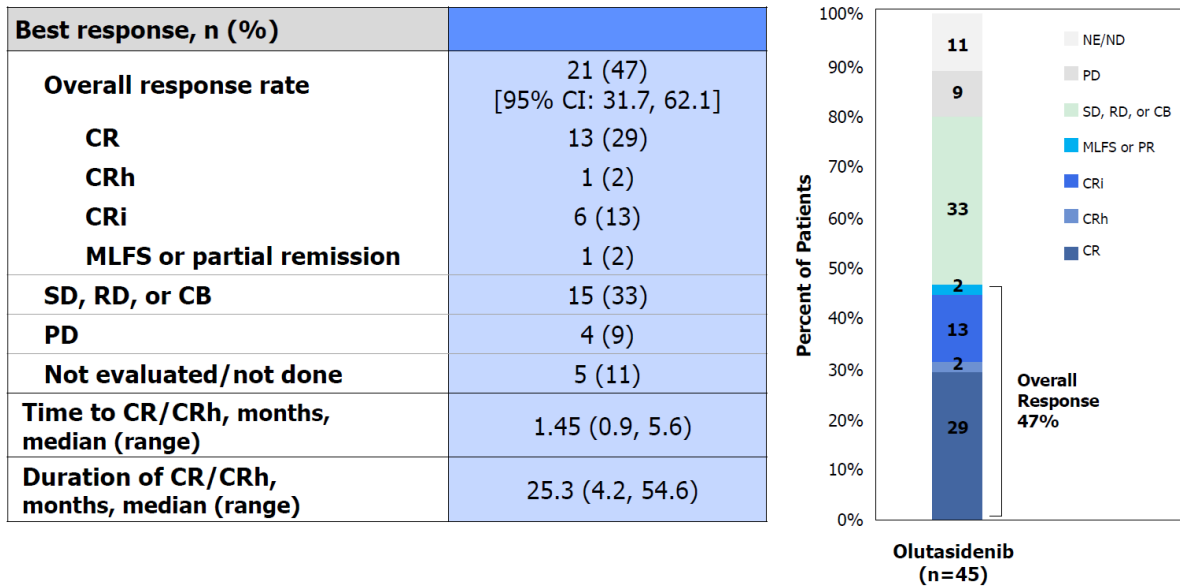 Best response, n (%)
Overall response rate
21 (47)
[95% CI: 31.7, 62.1]
CR
13 (29)
CRh
1 (2)
CRi
6 (13)
MLFS or partial remission
1 (2)
SD, RD, or CB
15 (33)
PD
4 (9)
Not evaluated/not done
5 (11)
Time to CR/CRh, months,
median (range)
1.45 (0.9, 5.6)
Duration of CR/CRh,
months, median (range)
25.3 (4.2, 54.6)
Percent of Patients
100%
90%
80%
70%
60%
50%
40%
30%
20%
10%
0%
11
9
33
2
13
2
29
NE/ND
PD
SD, RD, or CB
MLFS or PR
CRi
CRh
CR
Overall
Response
47%
Olutasidenib
(n=45)